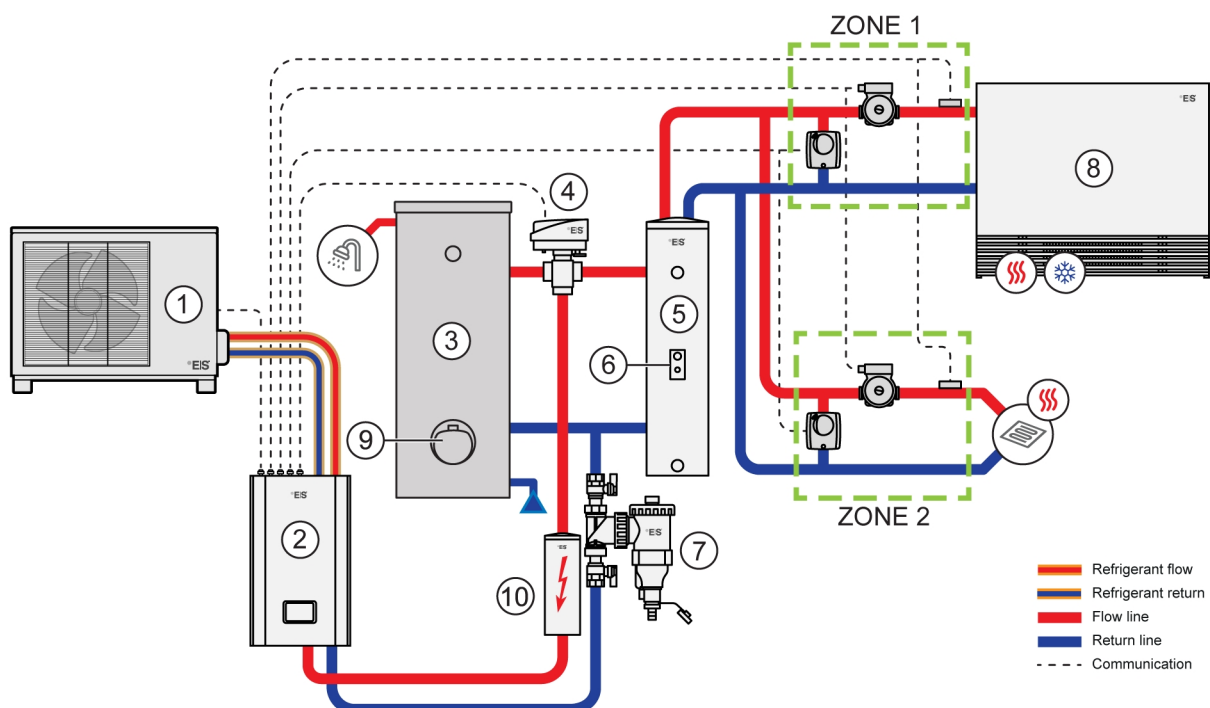 ZONE 1
°E|S
8
4
°E|S
°E|S
1
3
5
6
°E|S
9
°E|S
ZONE 2
2
°E|S
°E|S
7
10
Refrigerant flow
Refrigerant return
Flow line
Return line
Communication